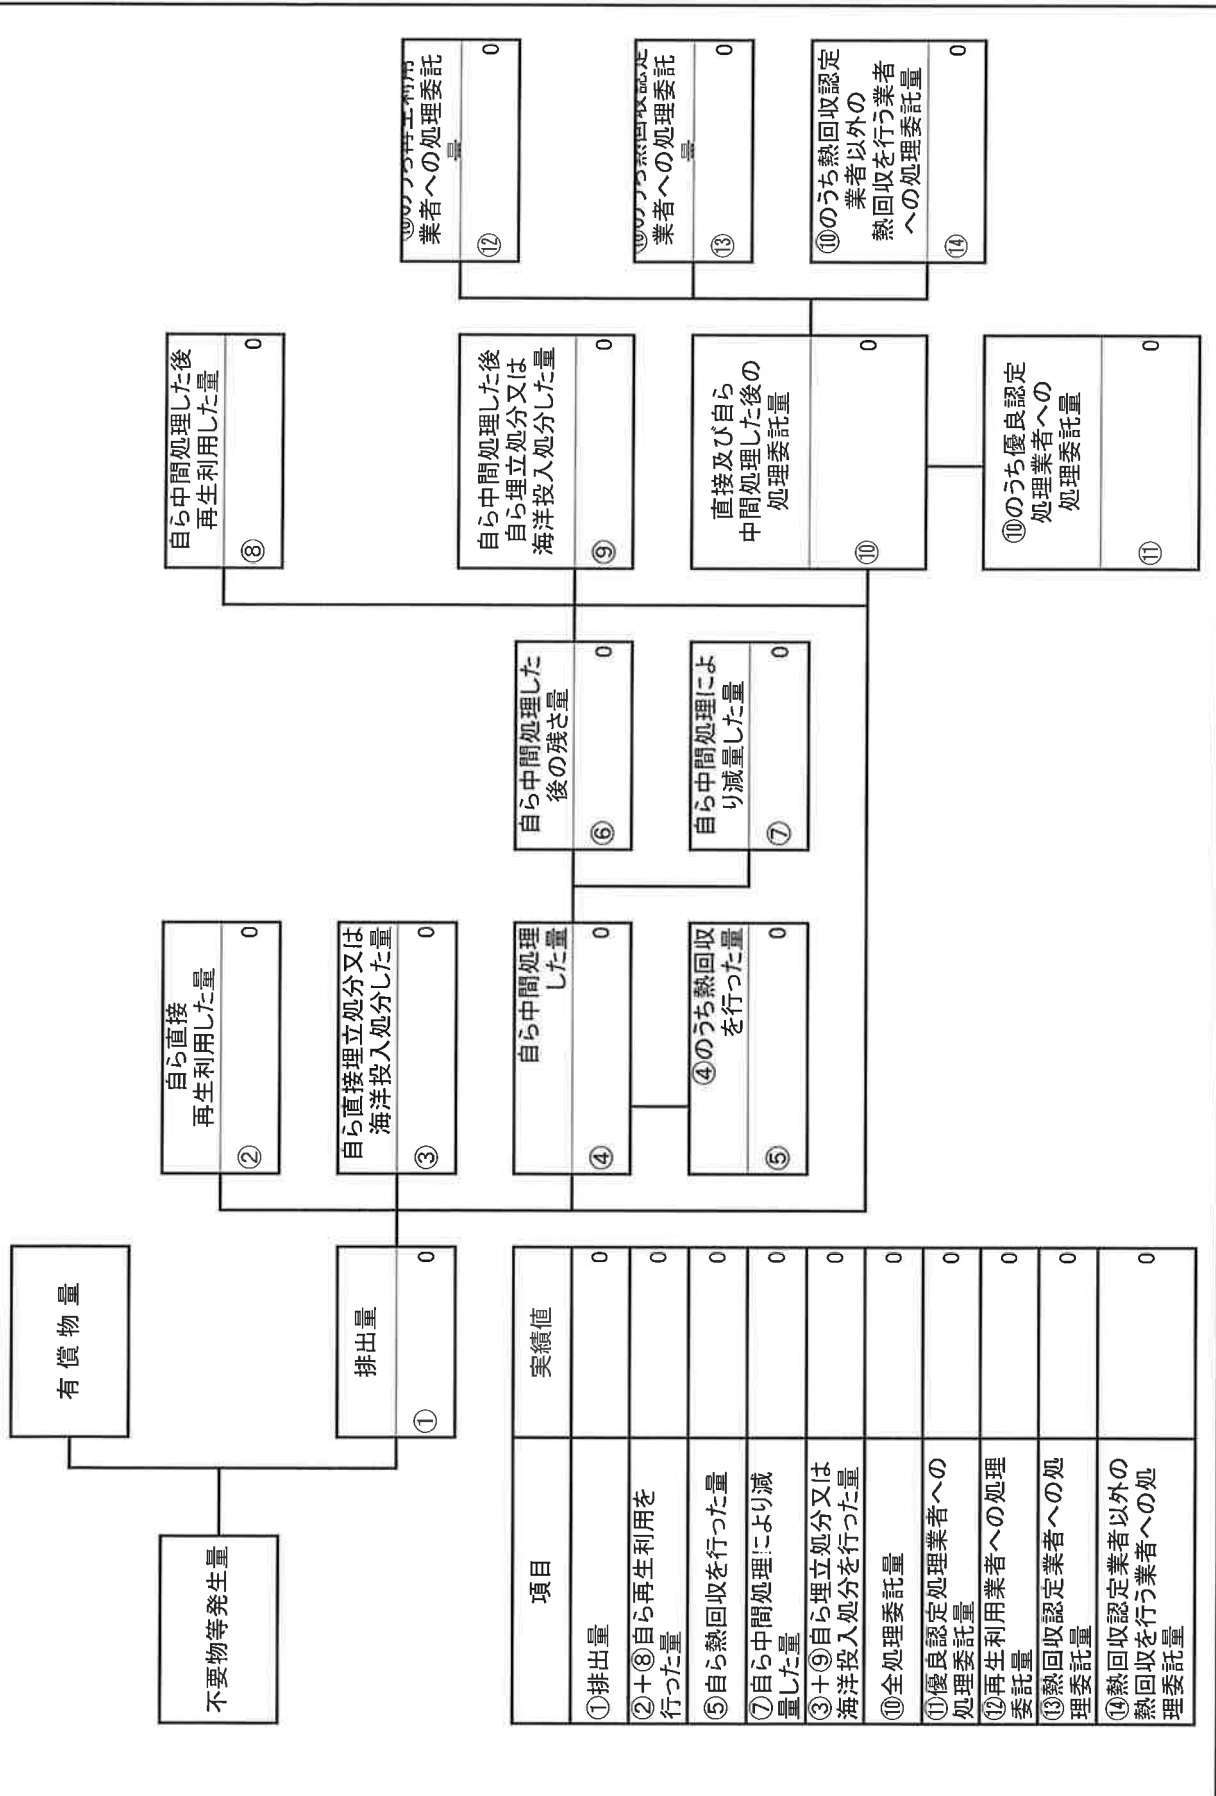 不要物等発生量
有償物量
排出量
① 0
自ら直接
再生利用した量
② 0
自ら直接埋立処分又は
海洋投入処分した量
③ 0
自ら中間処理
した量
④ 0
④のうち熱回収
を行った量
⑤ 0
自ら中間処理した
後の残さ量
⑥ 0
自ら中間処理によ
り減量した量
⑦ 0
自ら中間処理した後
再生利用した量
⑧ 0
自ら中間処理した後
自ら埋立処分又は
海洋投入処分した量
⑨ 0
直接及び自ら
中間処理した後の
処理委託量
⑩ 0
⑩のうち優良認定
処理業者への
処理委託量
⑪ 0
⑩のうち再生利用
業者への処理委託
量
⑫ 0
⑩のうち熱回収認定
業者への処理委託
量
⑬ 0
⑩のうち熱回収認定
業者以外の
熱回収を行う業者
への処理委託量
⑭ 0
項目 実績値
①排出量 0
②+⑧自ら再生利用を
行った量 0
⑤自ら熱回収を行った量 0
⑦自ら中間処理により減
量した量 0
③+⑨自ら埋立処分又は
海洋投入処分を行った量 0
⑩全処理委託量 0
⑪優良認定処理業者への
処理委託量 0
⑫再生利用業者への処理
委託量 0
⑬熱回収認定業者への処
理委託量 0
⑭熱回収認定業者以外の
熱回収を行う業者への処
理委託量 0